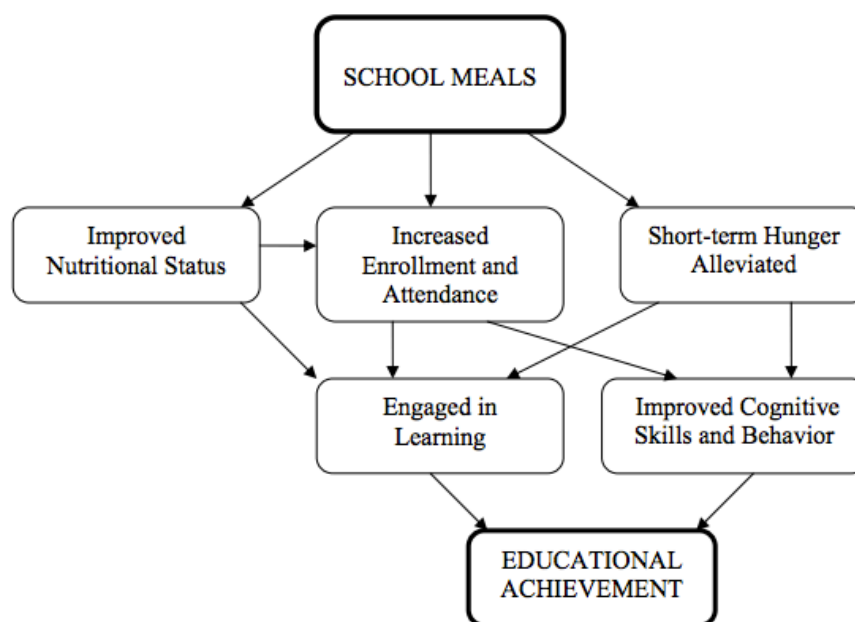 SCHOOL MEALS
Improved
Nutritional Status
Increased
Enrollment and
Attendance
Short-term Hunger
Alleviated
Engaged in
Learning
Improved Cognitive
Skills and Behavior
EDUCATIONAL
ACHIEVEMENT